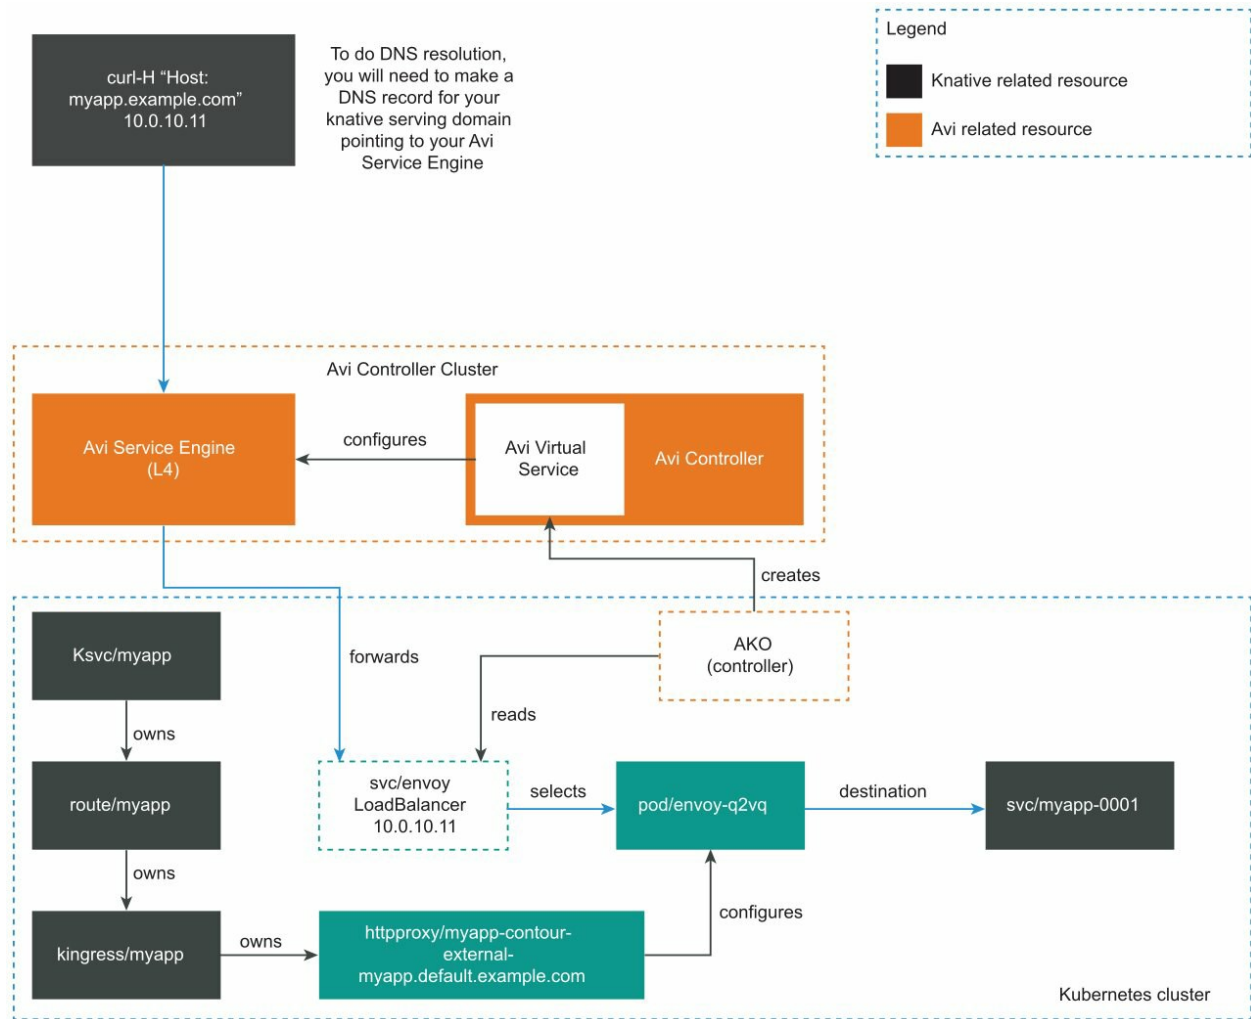 curl-H “Host:
myapp.example.com”
10.0.10.11
To do DNS resolution,
you will need to make a
DNS record for your
knative serving domain
pointing to your Avi
Service Engine
Legend
Knative related resource
Avi related resource
Avi Controller Cluster
Avi Service Engine
(L4)
configures
Avi Virtual
Service
Avi Controller
creates
Ksvc/myapp
forwards
AKO
(controller)
owns
reads
route/myapp
svc/envoy
LoadBalancer
10.0.10.11
selects
pod/envoy-q2vq
destination
svc/myapp-0001
owns
kingress/myapp
owns
httpproxy/myapp-contour-
external-
myapp.default.example.com
configures
Kubernetes cluster